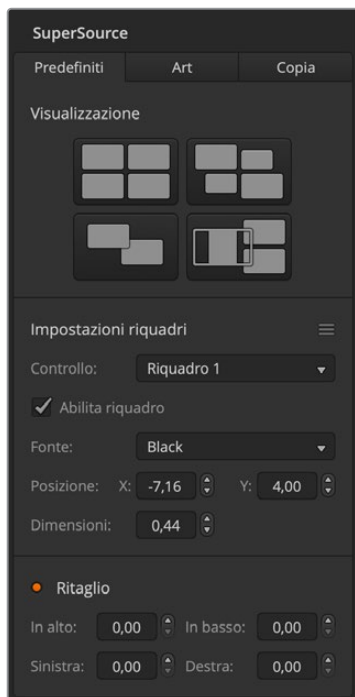 SuperSource
Predefiniti Art Copia
Visualizzazione
Impostazioni riquadri
Controllo: Riquadro 1
Abilita riquadro
Fonte: Black
Posizione: X: -7,16 Y: 4,00
Dimensioni: 0,44
Ritaglio
In alto: 0,00 In basso: 0,00
Sinistra: 0,00 Destra: 0,00